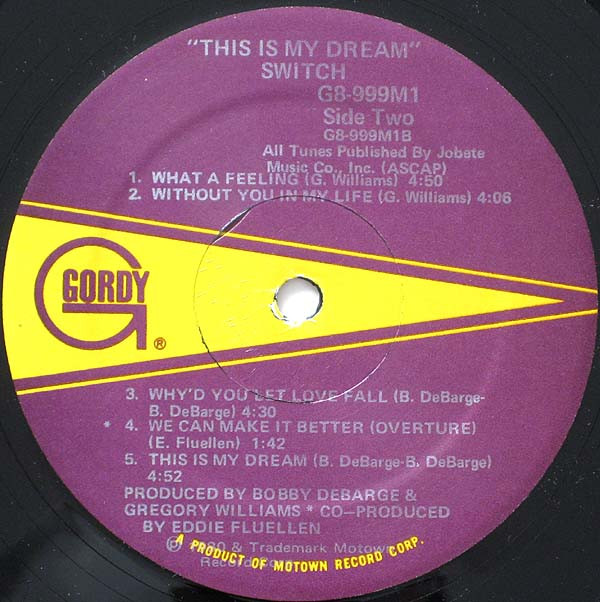 "THIS IS MY DREAM"
SWITCH
G8-999M1
Side Two
G8-999M1B
All Tunes Published By Jobete
Music Co., Inc. (ASCAP)
1. WHAT A FEELING (G. Williams) 4:50
2. WITHOUT YOU IN MY LIFE (G. Williams) 4:06
GORDY
®
3. WHY'D YOU LET LOVE FALL (B. DeBarge-
B. DeBarge) 4:30
* 4. WE CAN MAKE IT BETTER (OVERTURE)
(E. Fluellen) 1:42
5. THIS IS MY DREAM (B. DeBarge-B. DeBarge)
4:52
PRODUCED BY BOBBY DEBARGE &
GREGORY WILLIAMS * CO-PRODUCED
BY EDDIE FLUELLEN
℗ 1980 & Trademark Motown
Record
A PRODUCT OF MOTOWN RECORD CORP.